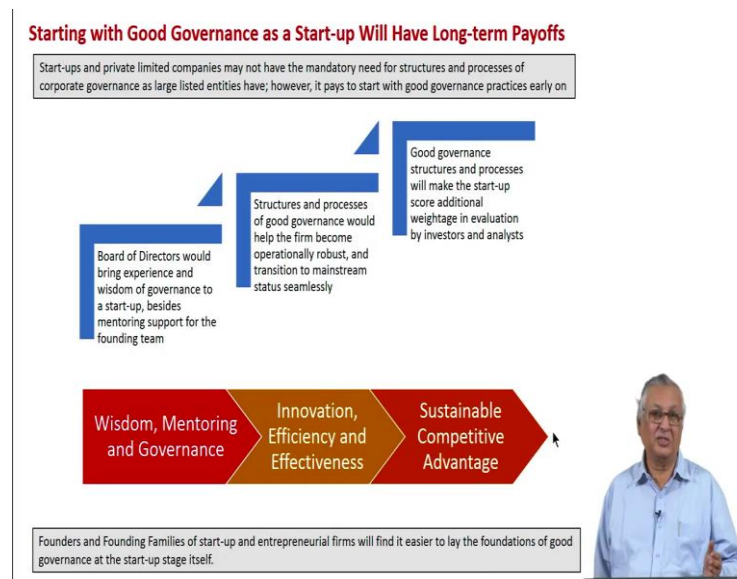 Starting with Good Governance as a Start-up Will Have Long-term Payoffs
Start-ups and private limited companies may not have the mandatory need for structures and processes of
corporate governance as large listed entities have; however, it pays to start with good governance practices early on
Board of Directors would
bring experience and
wisdom of governance to
a start-up, besides
mentoring support for the
founding team
Structures and processes
of good governance would
help the firm become
operationally robust, and
transition to mainstream
status seamlessly
Good governance
structures and processes
will make the start-up
score additional
weightage in evaluation
by investors and analysts
Wisdom, Mentoring
and Governance
Innovation,
Efficiency and
Effectiveness
Sustainable
Competitive
Advantage
Founders and Founding Families of start-up and entrepreneurial firms will find it easier to lay the foundations of good
governance at the start-up stage itself.